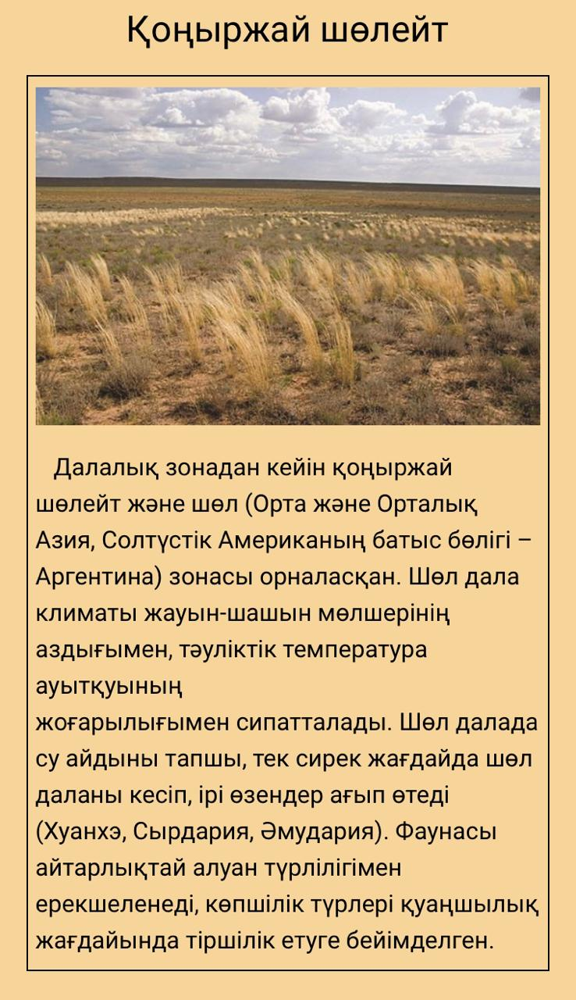 Қоңыржай шөлейт
Далалық зонадан кейін қоңыржай
шөлейт және шөл (Орта және Орталық
Азия, Солтүстік Американың батыс бөлігі –
Аргентина) зонасы орналасқан. Шөл дала
климаты жауын-шашын мөлшерінің
аздығымен, тәуліктік температура
ауытқуының
жоғарылығымен сипатталады. Шөл далада
су айдыны тапшы, тек сирек жағдайда шөл
даланы кесіп, ірі өзендер ағып өтеді
(Хуанхэ, Сырдария, Әмудария). Фаунасы
айтарлықтай алуан түрлілігімен
ерекшеленеді, көпшілік түрлері қуаңшылық
жағдайында тіршілік етуге бейімделген.